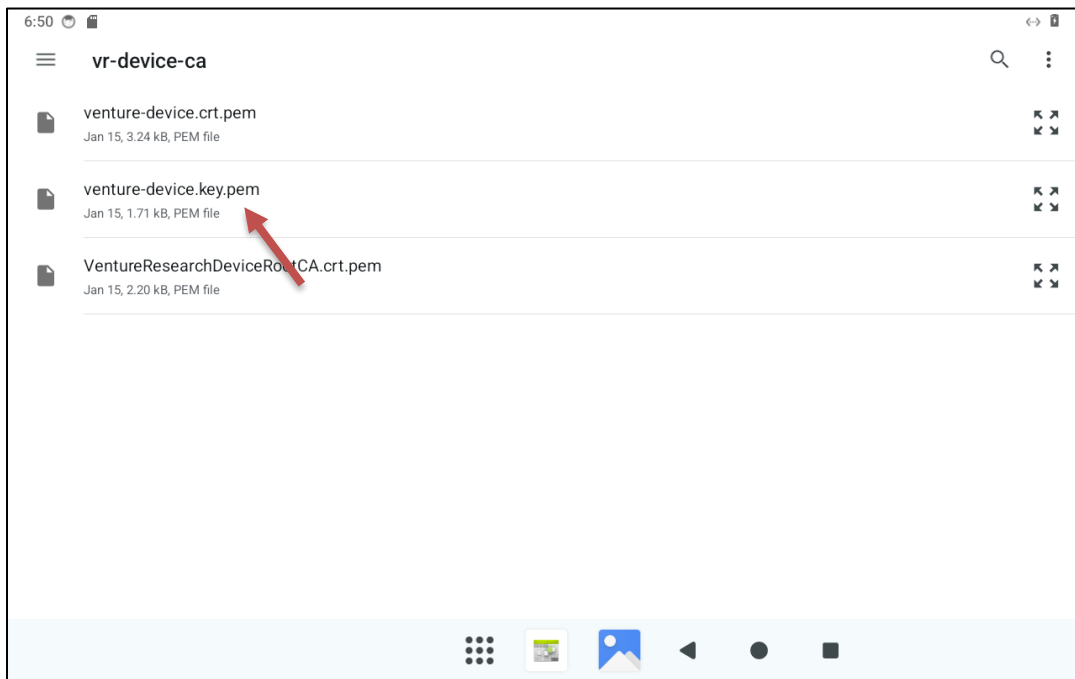 6:50
vr-device-ca
venture-device.crt.pem
Jan 15, 3.24 kB, PEM file
venture-device.key.pem
Jan 15, 1.71 kB, PEM file
VentureResearchDeviceRootCA.crt.pem
Jan 15, 2.20 kB, PEM file